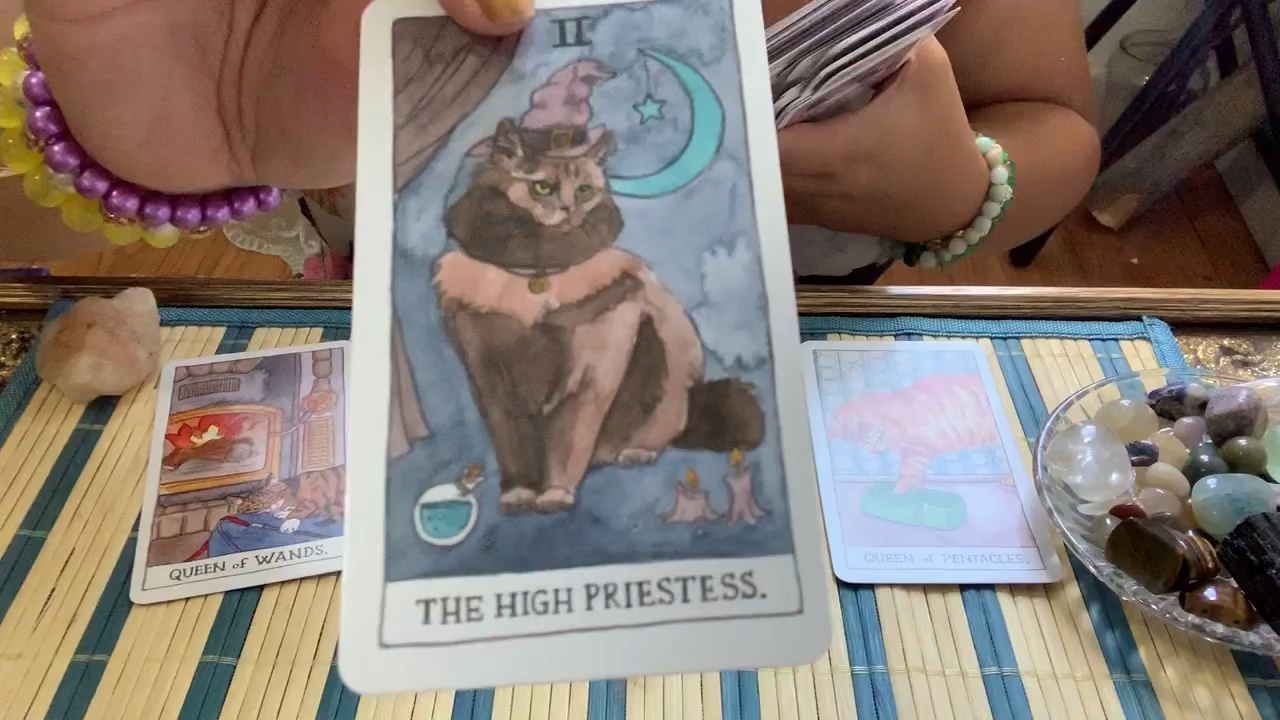 II
THE HIGH PRIESTESS.
QUEEN of WANDS.
QUEEN of PENTACLES.